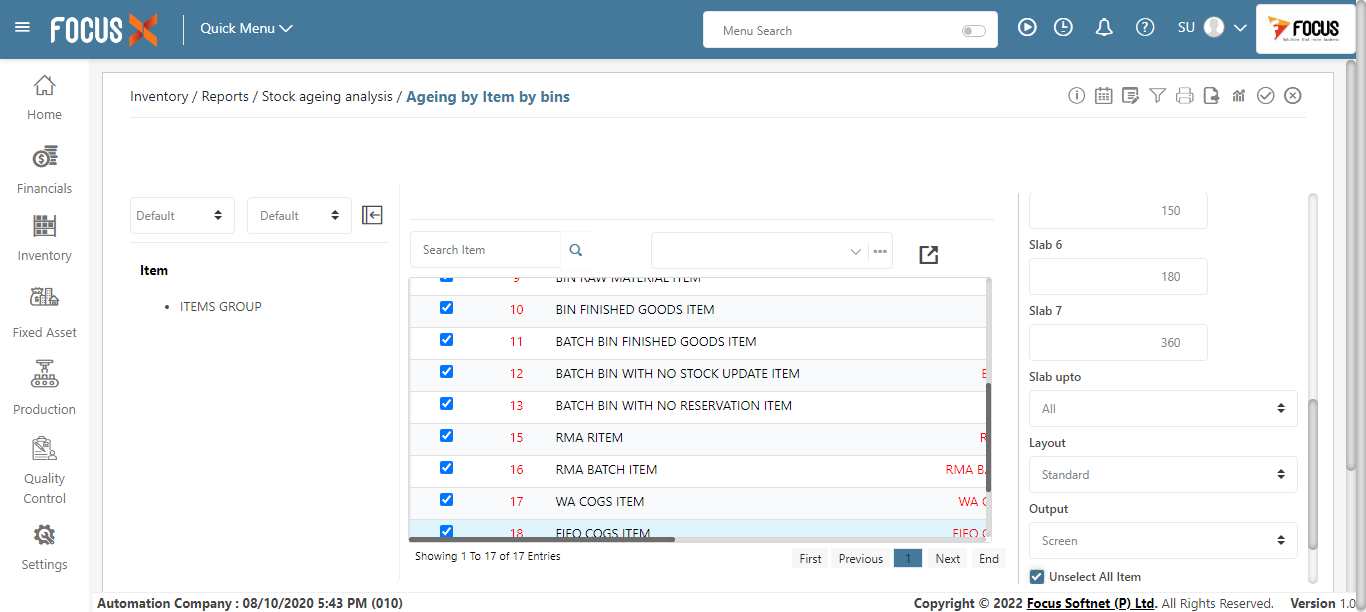 FOCUS X
Quick Menu
Menu Search
SU
FOCUS
Home
Financials
Inventory
Fixed Asset
Production
Quality
Control
Settings
Inventory / Reports / Stock ageing analysis / Ageing by Item by bins
Default
Default
Item
ITEMS GROUP
Search Item
9 BIN RAW MATERIAL ITEM
10 BIN FINISHED GOODS ITEM
11 BATCH BIN FINISHED GOODS ITEM
12 BATCH BIN WITH NO STOCK UPDATE ITEM
13 BATCH BIN WITH NO RESERVATION ITEM
15 RMA RITEM R
16 RMA BATCH ITEM RMA BA
17 WA COGS ITEM WA C
18 FIFO COGS ITEM FIFO C
Showing 1 To 17 of 17 Entries
First Previous 1 Next End
150
Slab 6
180
Slab 7
360
Slab upto
All
Layout
Standard
Output
Screen
Unselect All Item
Automation Company : 08/10/2020 5:43 PM (010)
Copyright © 2022 Focus Softnet (P) Ltd. All Rights Reserved. Version 1.0